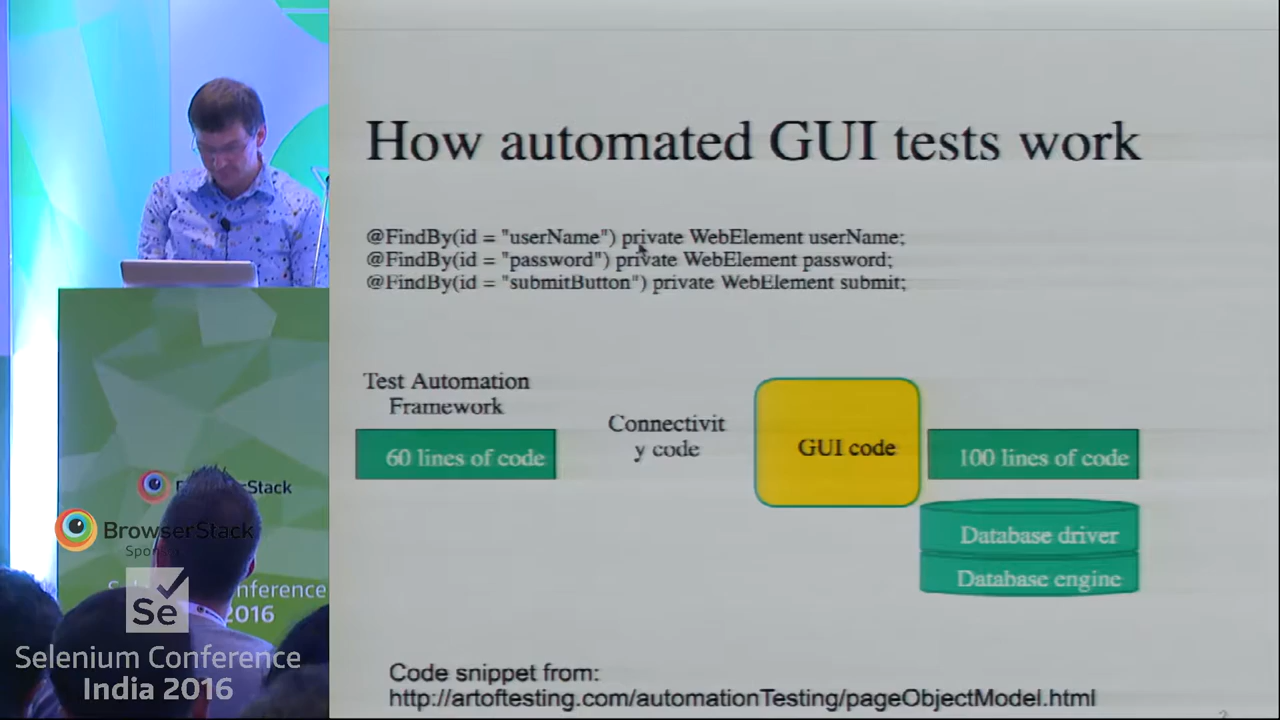 How automated GUI tests work
@FindBy(id = "userName") private WebElement userName;
@FindBy(id = "password") private WebElement password;
@FindBy(id = "submitButton") private WebElement submit;
Test Automation
Framework
60 lines of code
Connectivit
y code
GUI code
100 lines of code
Database driver
Database engine
Code snippet from:
http://artoftesting.com/automationTesting/pageObjectModel.html
2
BrowserStack
Se
Selenium Conference
India 2016